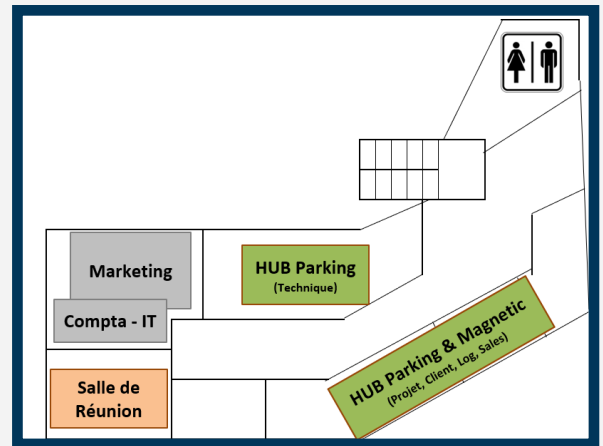 Marketing
Compta - IT
HUB Parking
(Technique)
HUB Parking & Magnetic
(Projet, Client, Log, Sales)
Salle de
Réunion